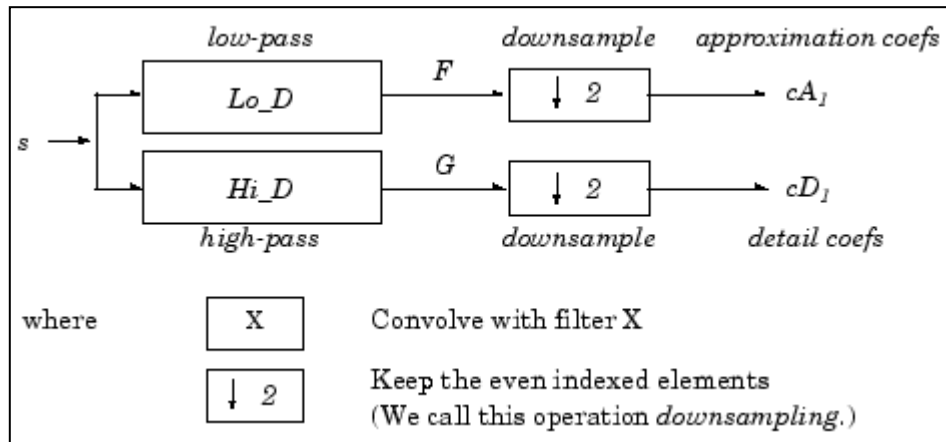 low-pass downsample approximation coefs
F
Lo_D ↓ 2 cA1
s
G
Hi_D ↓ 2 cD1
high-pass downsample detail coefs
where X Convolve with filter X
↓ 2 Keep the even indexed elements
(We call this operation downsampling.)